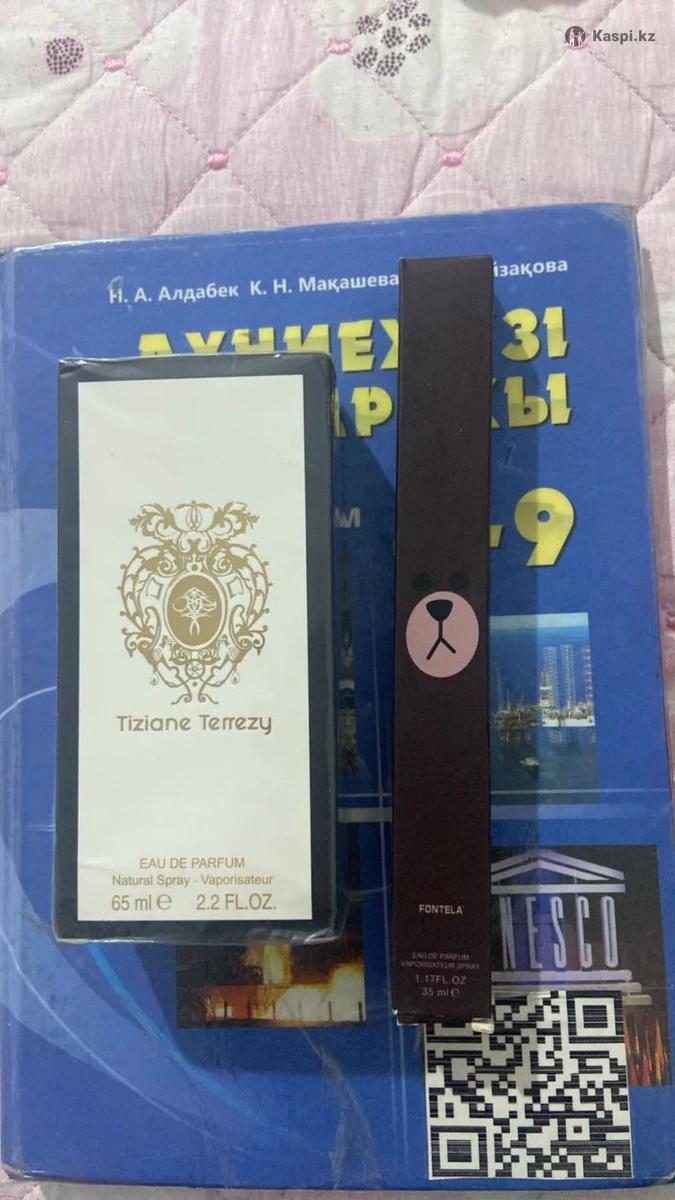 Kaspi.kz
Н. А. Алдабек К. Н. Мақашева
9
Tiziane Terrezy
EAU DE PARFUM
Natural Spray - Vaporisateur
65 ml ℮ 2.2 FL.OZ.
FONTELA
EAU DE PARFUM
VAPORISATEUR SPRAY
1.17FL OZ
35 ml ℮